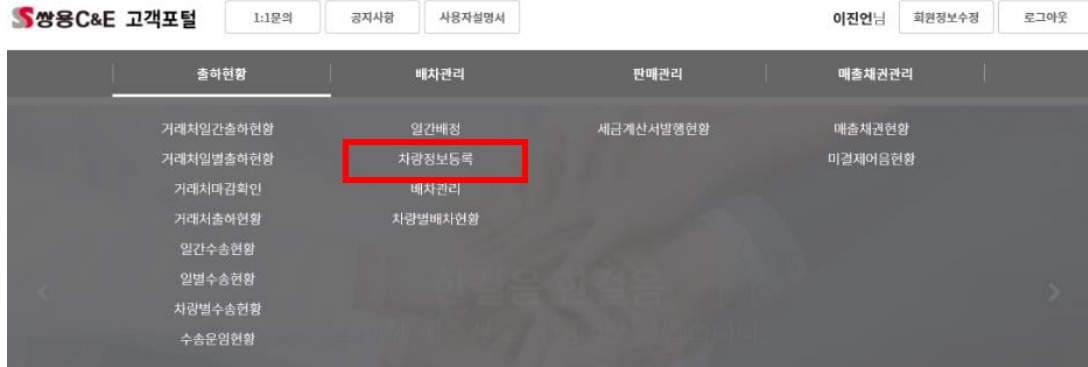 쌍용C&E 고객포털 1:1문의 공지사항 사용자설명서 이진언님 회원정보수정 로그아웃
출하현황 배차관리 판매관리 매출채권관리
거래처일간출하현황 일간배정 세금계산서발행현황 매출채권현황
거래처일별출하현황 차량정보등록 미결제어음현황
거래처마감확인 배차관리
거래처출하현황 차량별배차현황
일간수송현황
일별수송현황
차량별수송현황
수송운임현황